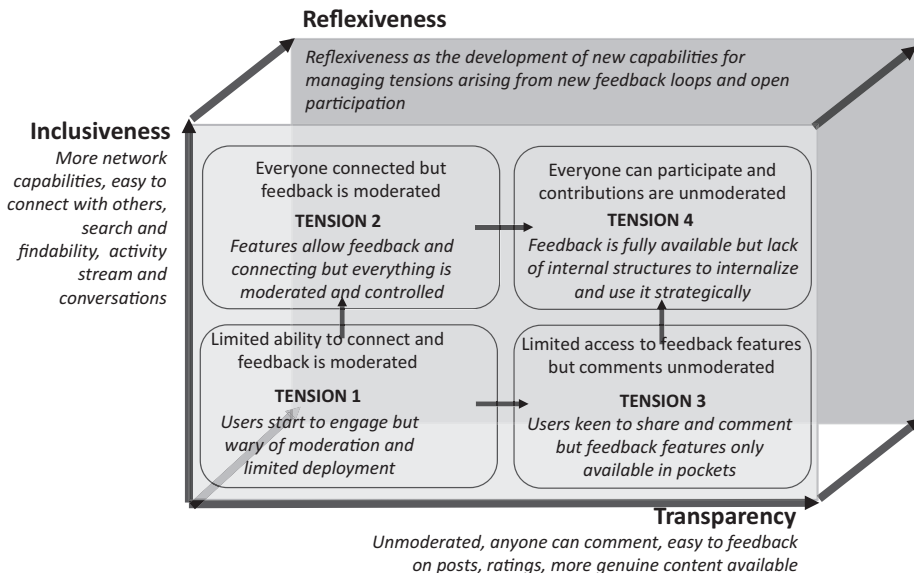 Reflexiveness
Reflexiveness as the development of new capabilities for
managing tensions arising from new feedback loops and open
participation
Inclusiveness
More network
capabilities, easy to
connect with others,
search and
findability, activity
stream and
conversations
Everyone connected but
feedback is moderated
TENSION 2
Features allow feedback and
connecting but everything is
moderated and controlled
Everyone can participate and
contributions are unmoderated
TENSION 4
Feedback is fully available but lack
of internal structures to internalize
and use it strategically
Limited ability to connect and
feedback is moderated
TENSION 1
Users start to engage but
wary of moderation and
limited deployment
Limited access to feedback features
but comments unmoderated
TENSION 3
Users keen to share and comment
but feedback features only
available in pockets
Transparency
Unmoderated, anyone can comment, easy to feedback
on posts, ratings, more genuine content available